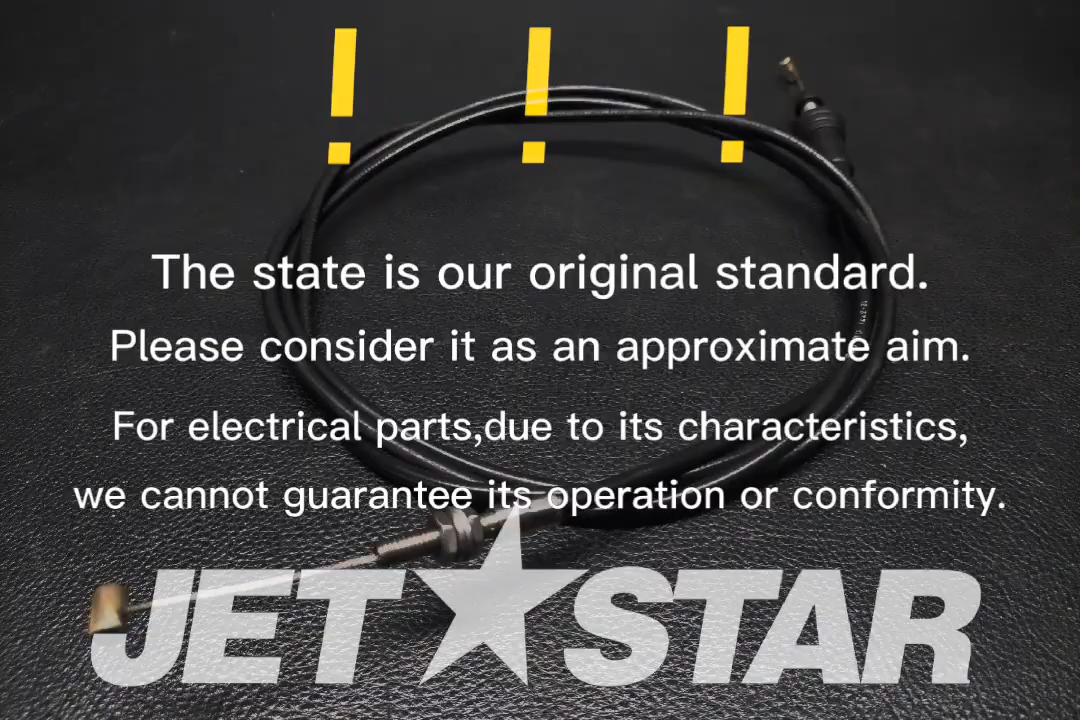 ! ! !
The state is our original standard.
Please consider it as an approximate aim.
For electrical parts,due to its characteristics,
we cannot guarantee its operation or conformity.
JET★STAR